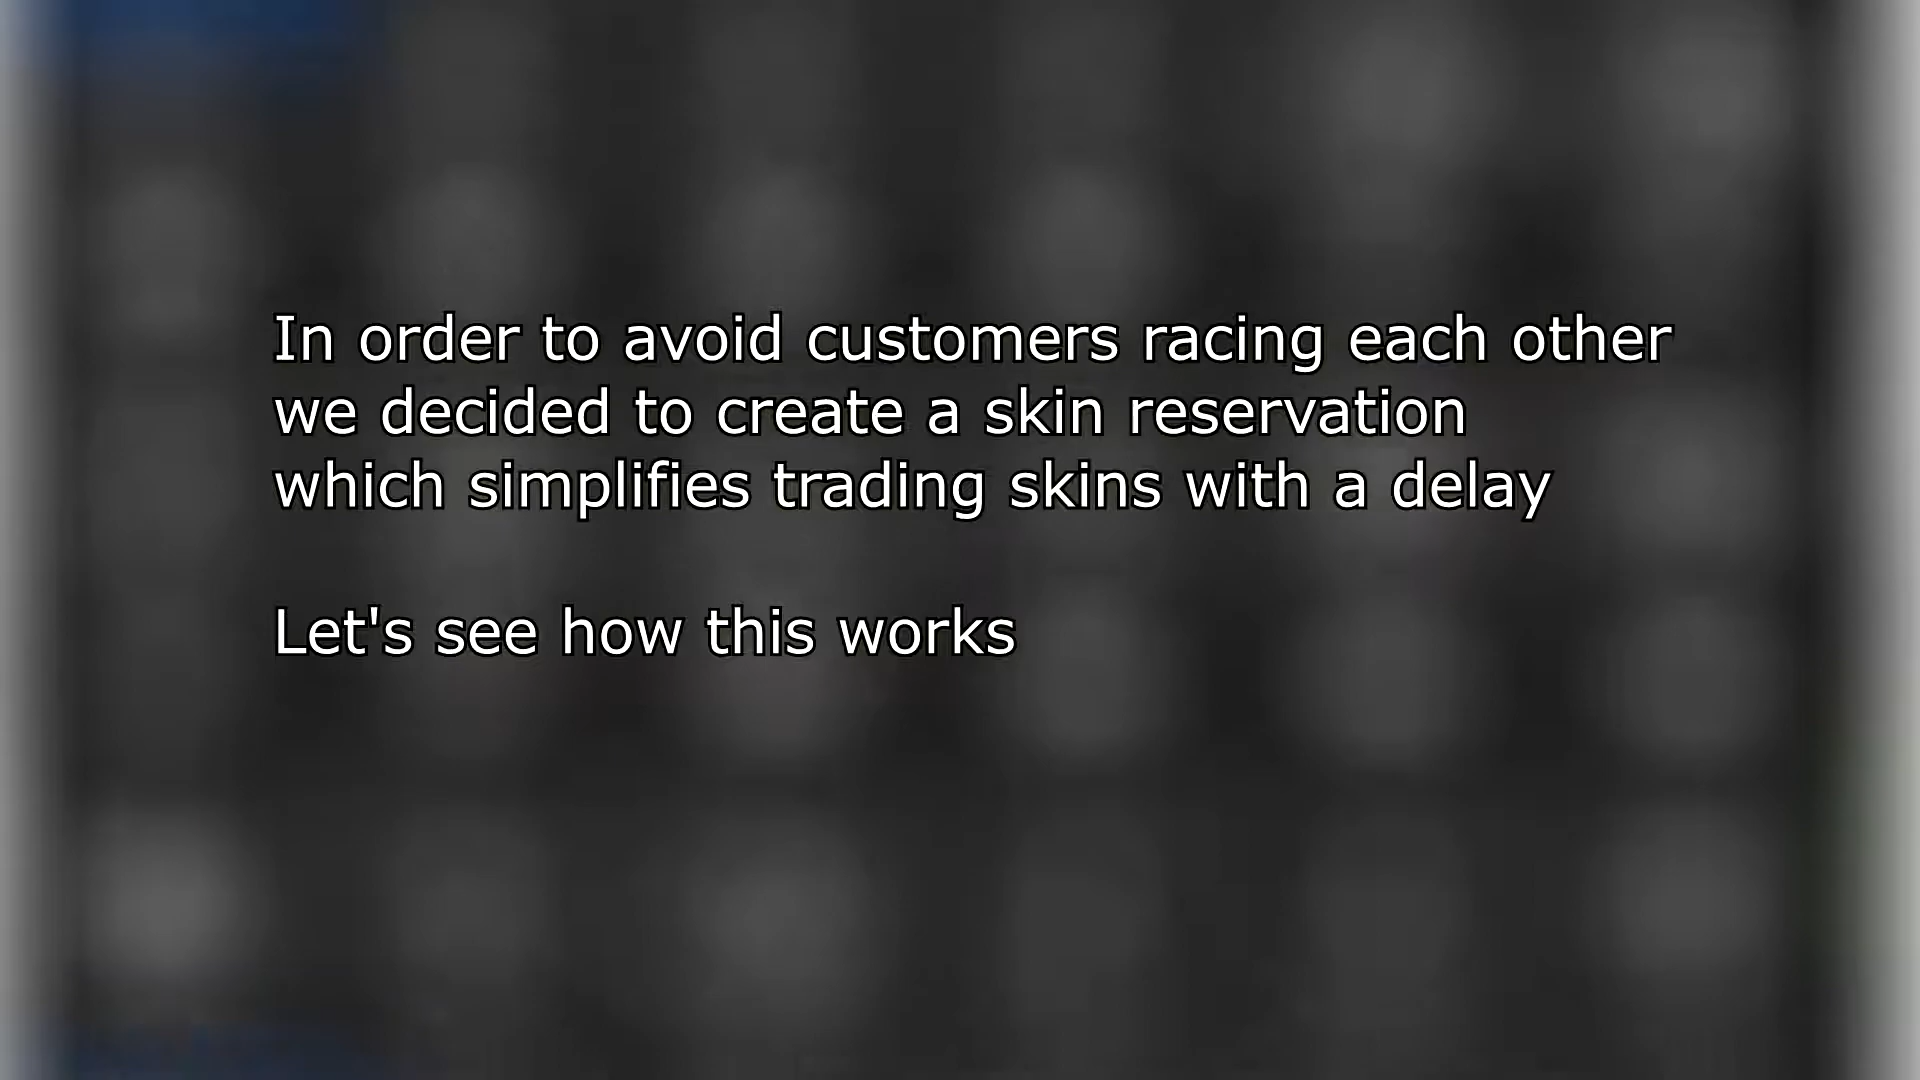 In order to avoid customers racing each other
we decided to create a skin reservation
which simplifies trading skins with a delay
Let's see how this works